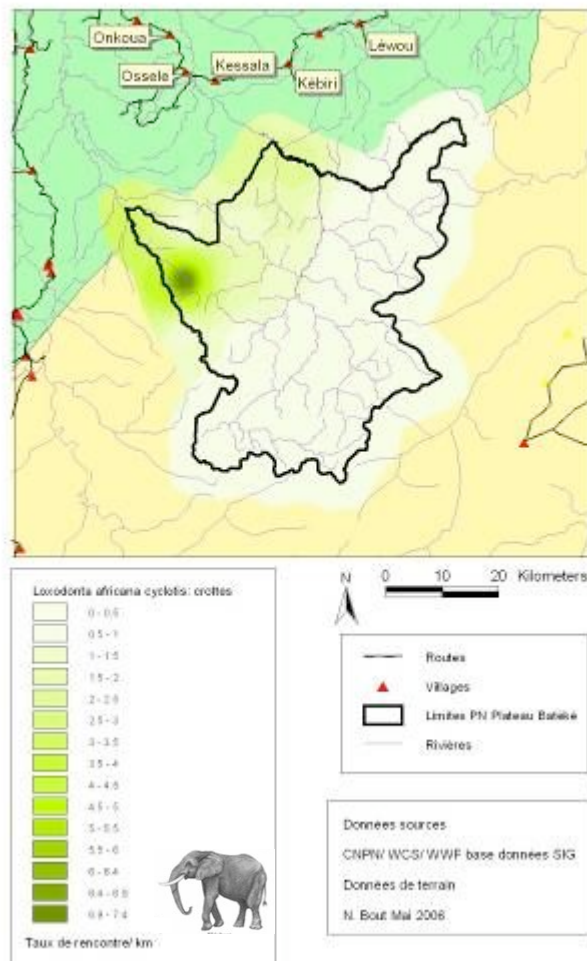 Onkoua
Léwou
Kessala
Ossele
Kébiri
Loxodonta africana cyclotis: crottes
0 - 0.5
0.5 - 1
1 - 1.5
1.5 - 2
2 - 2.5
2.5 - 3
3 - 3.5
3.5 - 4
4 - 4.5
4.5 - 5
5 - 5.5
5.5 - 6
6 - 6.4
6.4 - 6.9
6.9 - 7.4
Taux de rencontre/ km
N
0 10 20 Kilometers
Routes
Villages
Limites PN Plateau Batéké
Rivières
Données sources
CNPN/ WCS/ WWF base données SIG
Données de terrain
N. Bout Mai 2006